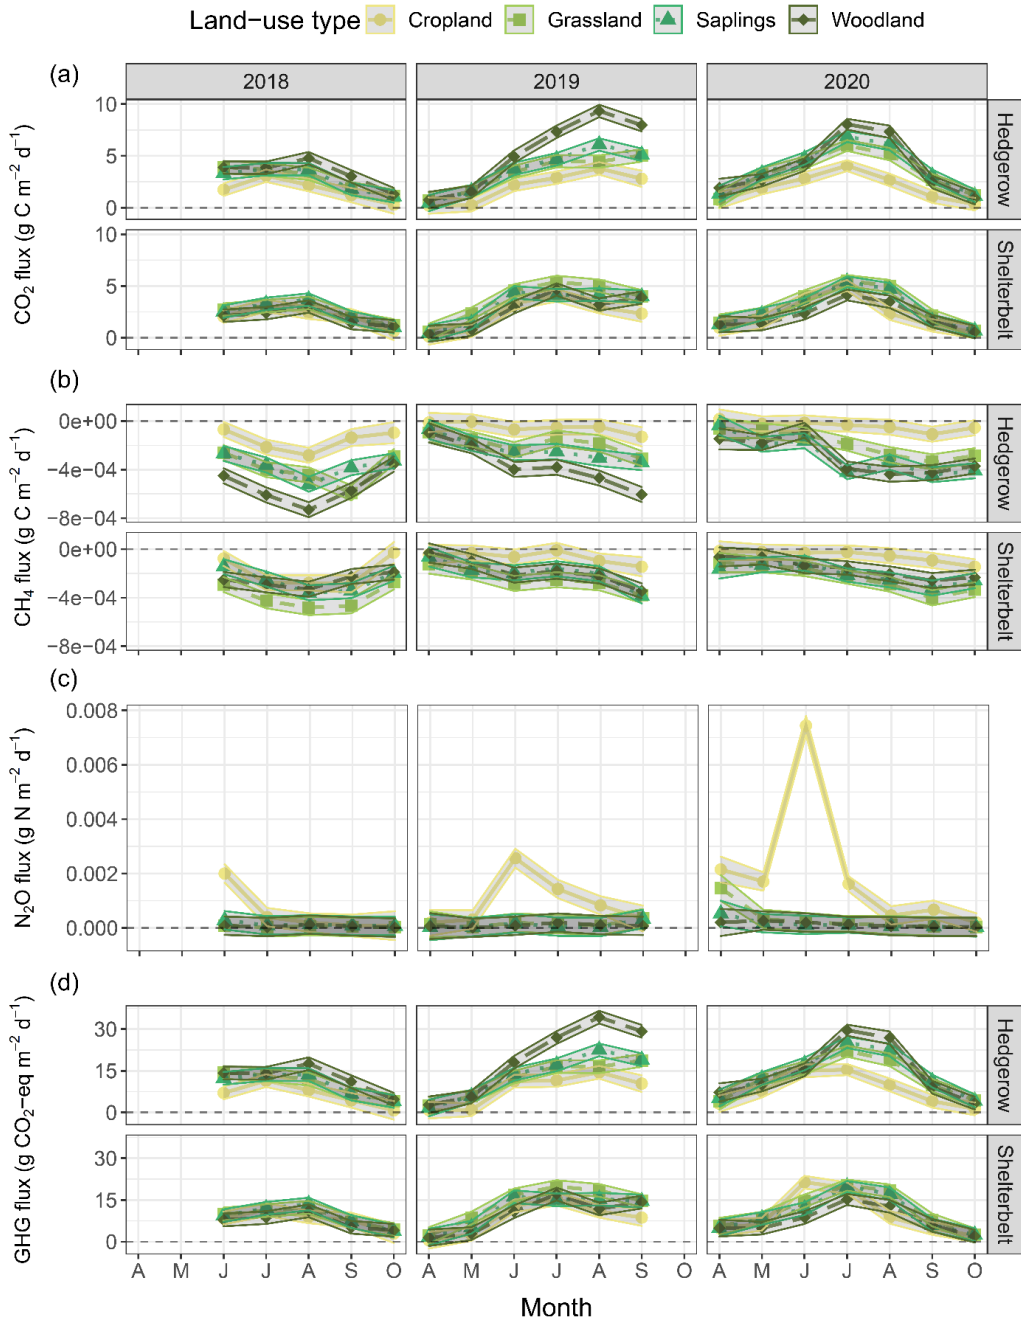 Land−use type Cropland Grassland Saplings Woodland
(a)
2018 2019 2020
CO2 flux (g C m−2 d−1)
10
5
0
Hedgerow
10
5
0
Shelterbelt
(b)
CH4 flux (g C m−2 d−1)
0e+00
−4e−04
−8e−04
Hedgerow
0e+00
−4e−04
−8e−04
Shelterbelt
(c)
N2O flux (g N m−2 d−1)
0.008
0.006
0.004
0.002
0.000
(d)
GHG flux (g CO2−eq m−2 d−1)
30
15
0
Hedgerow
30
15
0
Shelterbelt
A M J J A S O A M J J A S O A M J J A S O
Month